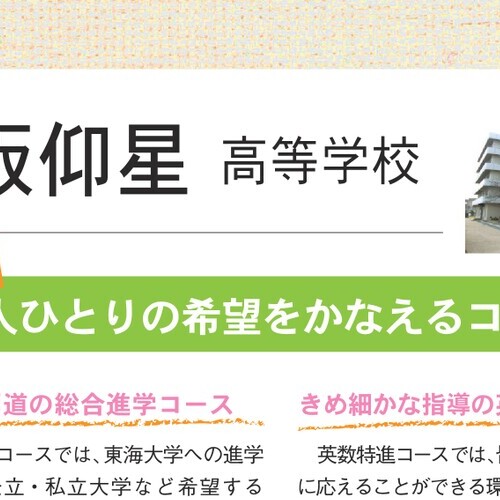 阪仰星 高等学校
人ひとりの希望をかなえるコ
道の総合進学コース
きめ細かな指導の
コースでは、東海大学への進学
立・私立大学など希望する
英数特進コースでは、
に応えることができる環